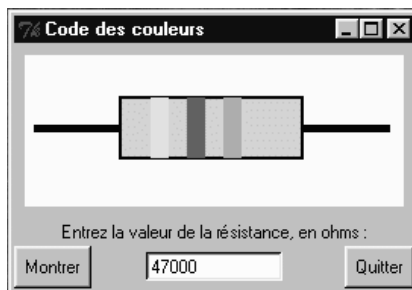 Code des couleurs
Entrez la valeur de la résistance, en ohms :
Montrer 47000 Quitter